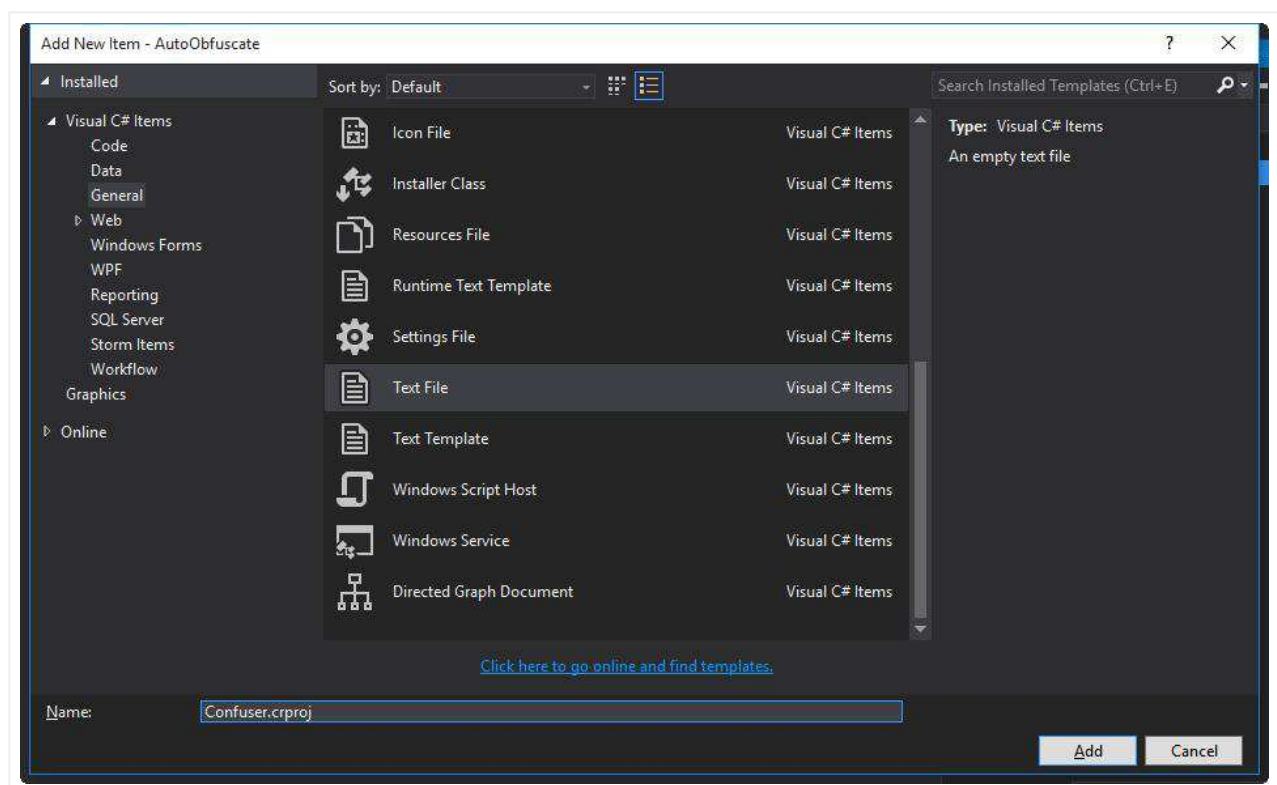 Add New Item - AutoObfuscate
?
Installed
Sort by: Default
Search Installed Templates (Ctrl+E)
Visual C# Items
Code
Data
General
Web
Windows Forms
WPF
Reporting
SQL Server
Storm Items
Workflow
Graphics
Online
Icon File Visual C# Items
Installer Class Visual C# Items
Resources File Visual C# Items
Runtime Text Template Visual C# Items
Settings File Visual C# Items
Text File Visual C# Items
Text Template Visual C# Items
Windows Script Host Visual C# Items
Windows Service Visual C# Items
Directed Graph Document Visual C# Items
Click here to go online and find templates.
Type: Visual C# Items
An empty text file
Name: Confuser.crproj
Add Cancel